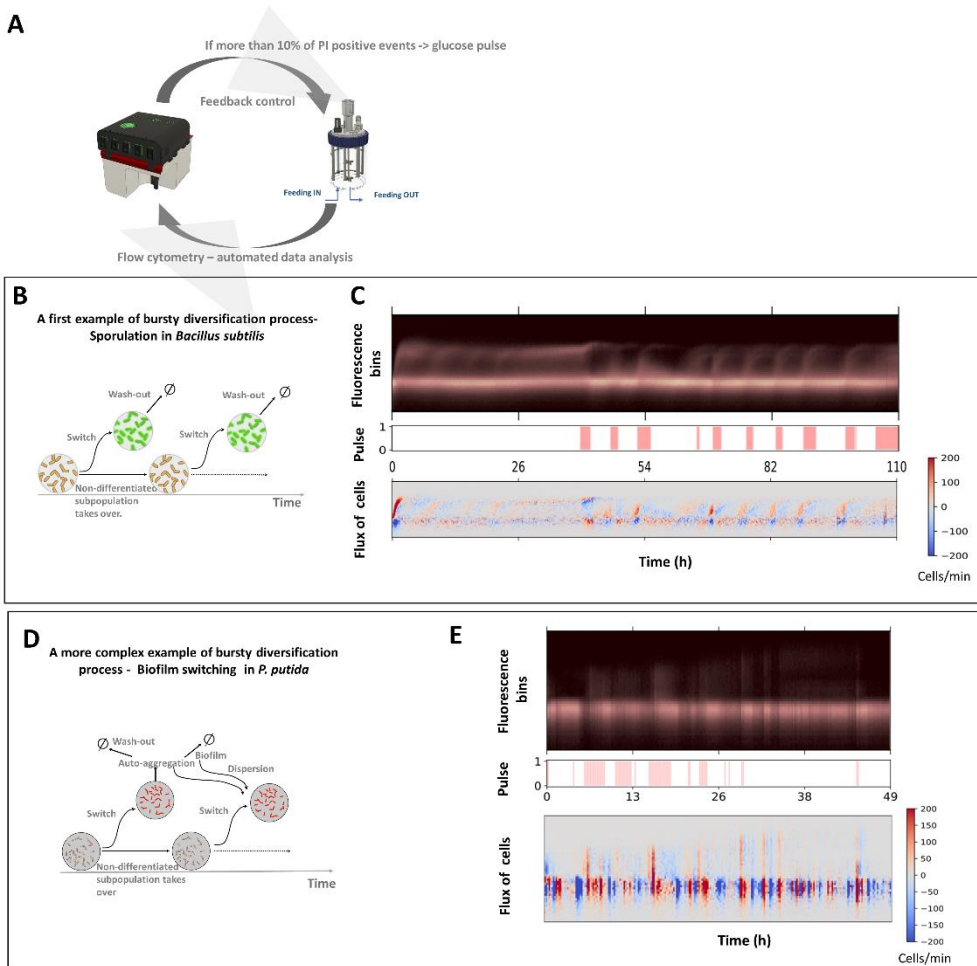 A
If more than 10% of PI positive events -> glucose pulse
Feedback control
Feeding IN
Feeding OUT
Flow cytometry – automated data analysis
B
A first example of bursty diversification process-
Sporulation in Bacillus subtilis
Wash-out
∅
Wash-out
∅
Switch
Switch
Non-differentiated
subpopulation
takes over.
Time
C
Fluorescence
bins
Pulse
1
0
0
26
54
82
110
Flux of cells
Time (h)
200
100
0
−100
−200
Cells/min
D
A more complex example of bursty diversification
process - Biofilm switching in P. putida
∅
Wash-out
∅
Biofilm
Auto-aggregation
Dispersion
Switch
Switch
Non-differentiated
subpopulation takes
over
Time
E
Fluorescence
bins
Pulse
1
0
0
13
26
38
49
Flux of cells
Time (h)
200
150
100
50
0
−50
−100
−150
−200
Cells/min